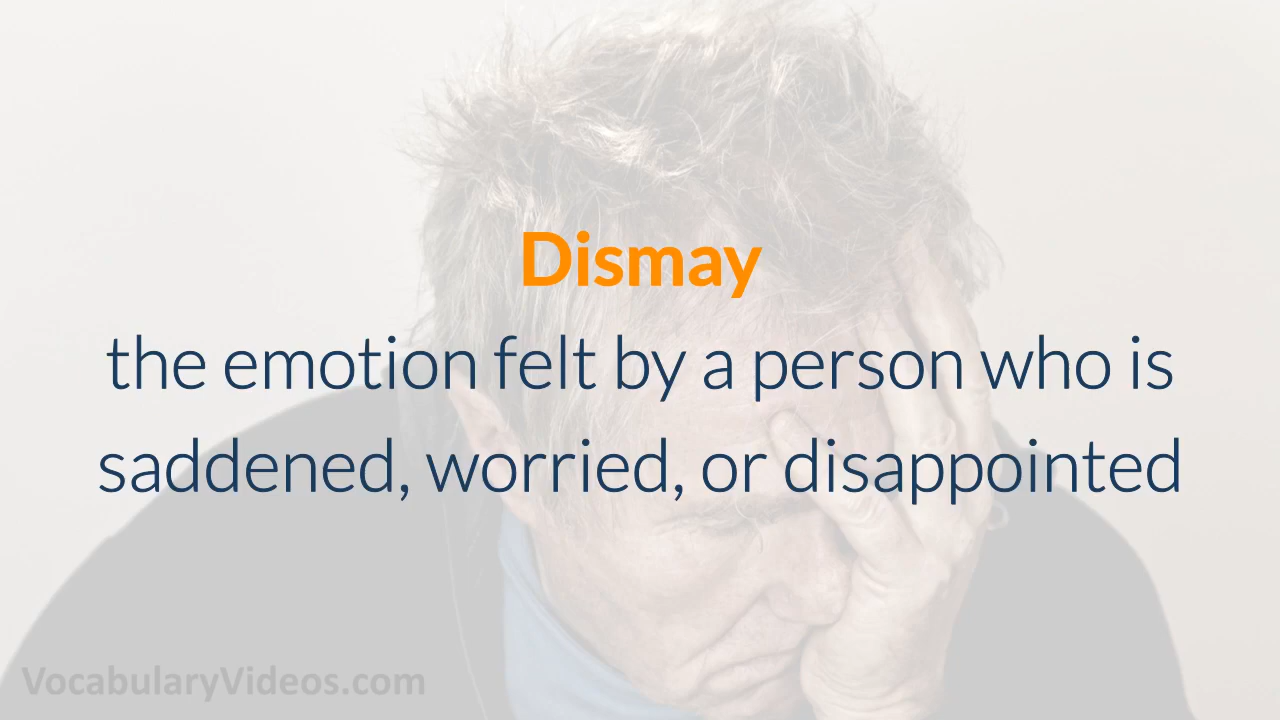 Dismay
the emotion felt by a person who is
saddened, worried, or disappointed
VocabularyVideos.com